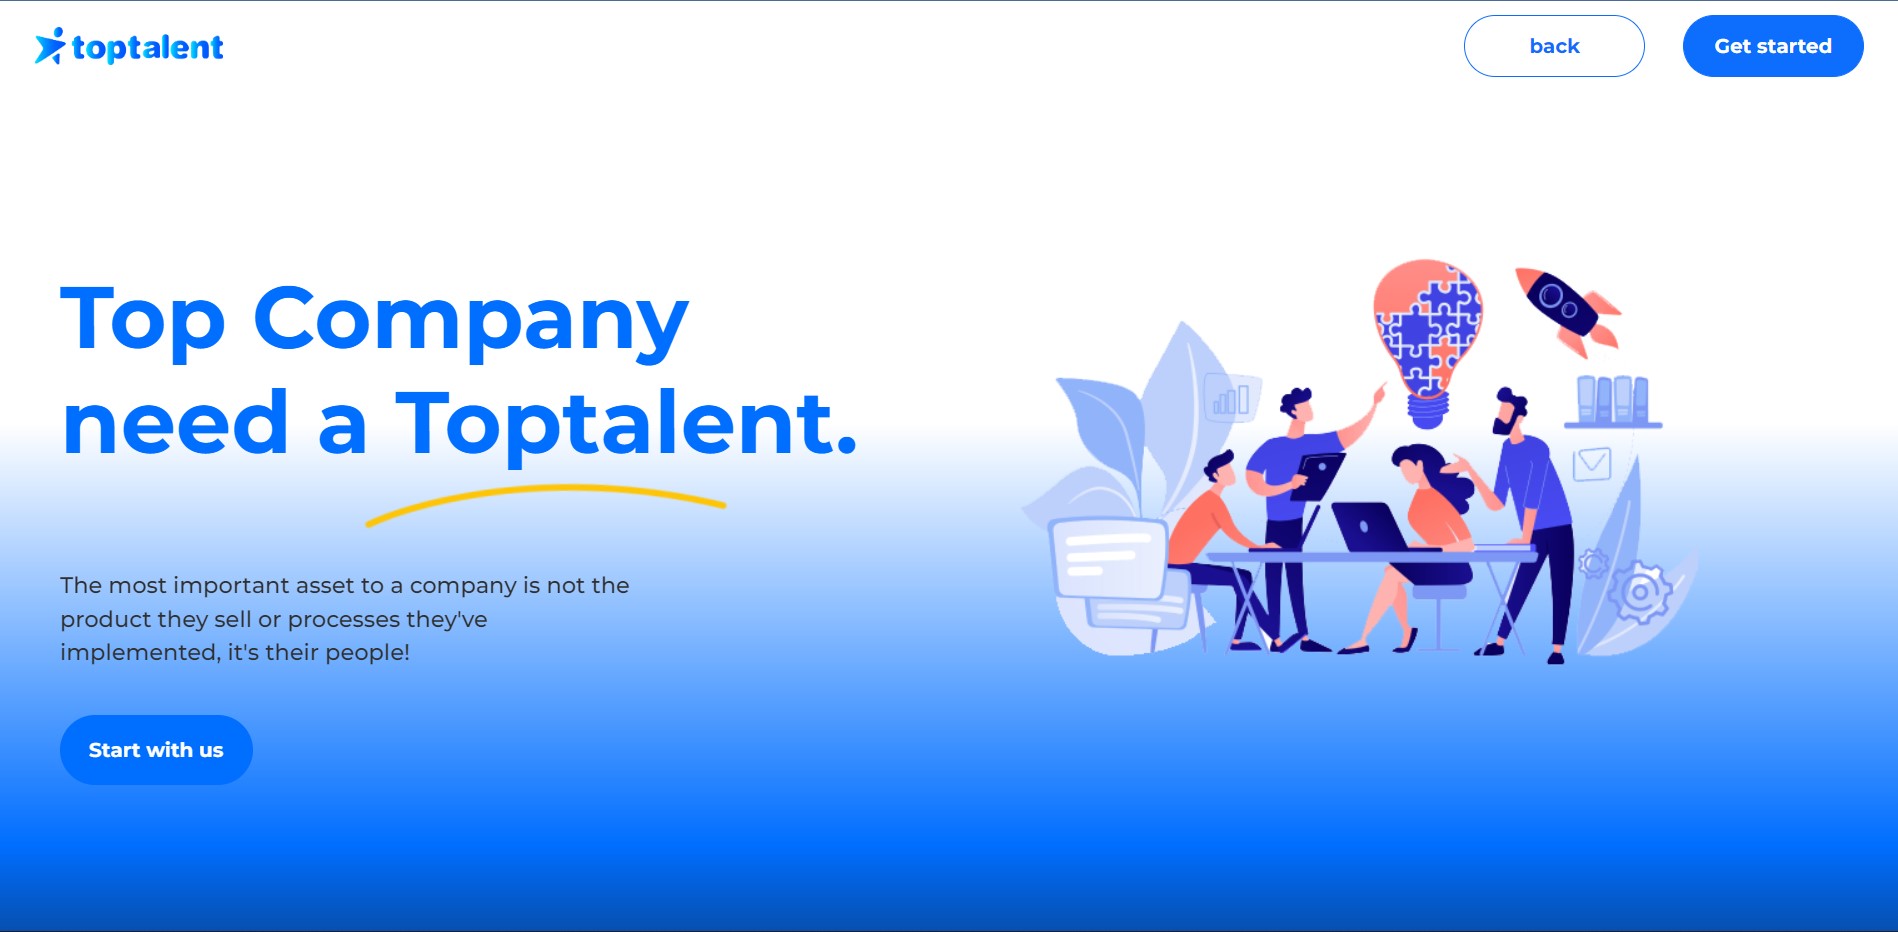 toptalent
back
Get started
Top Company
need a Toptalent.
The most important asset to a company is not the
product they sell or processes they've
implemented, it's their people!
Start with us